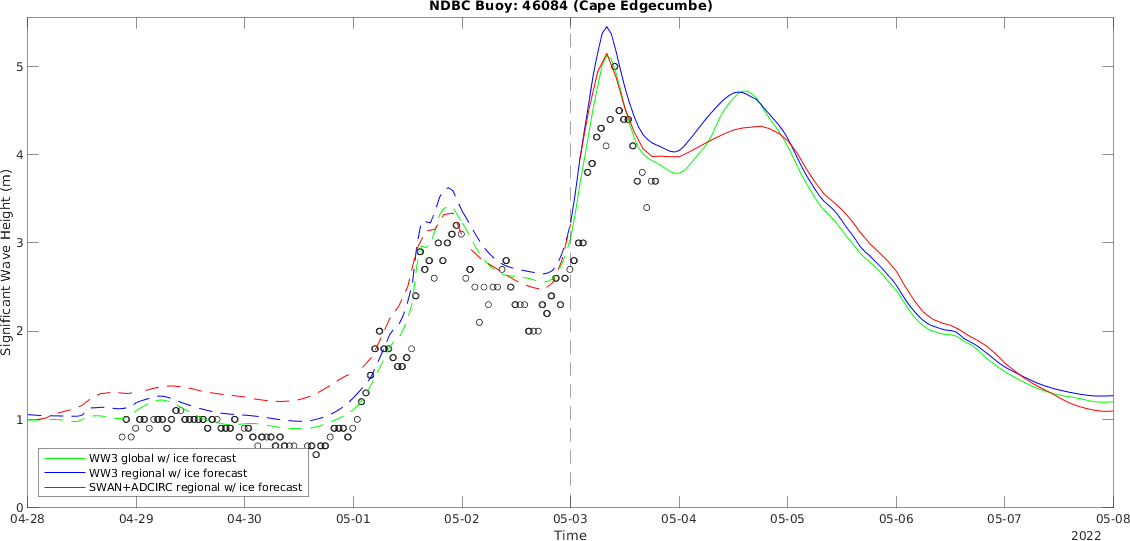 NDBC Buoy: 46084 (Cape Edgecumbe)
Significant Wave Height (m)
5
4
3
2
1
0
WW3 global w/ ice forecast
WW3 regional w/ ice forecast
SWAN+ADCIRC regional w/ ice forecast
04-28 04-29 04-30 05-01 05-02 05-03 05-04 05-05 05-06 05-07 05-08
Time
2022